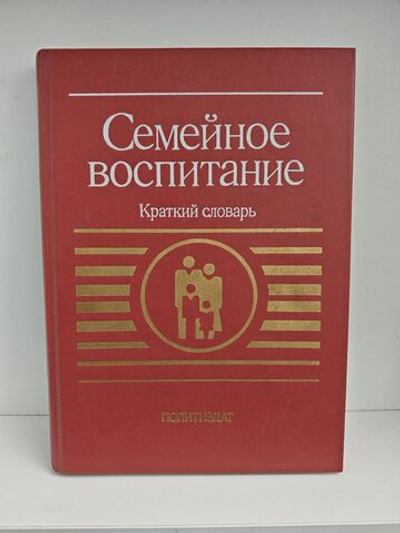 Семейное
воспитание
Краткий словарь
ПОЛИТИЗДАТ